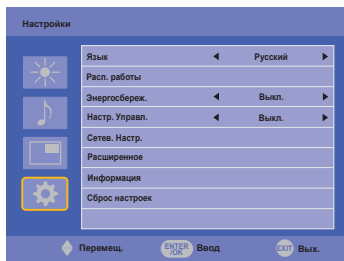 Настройки
Язык Русский
Расп. работы
Энергосбереж. Выкл.
Настр. Управл. Выкл.
Сетев. Настр.
Расширенное
Информация
Сброс настроек
Перемещ. ENTER /OK Ввод EXIT Вых.